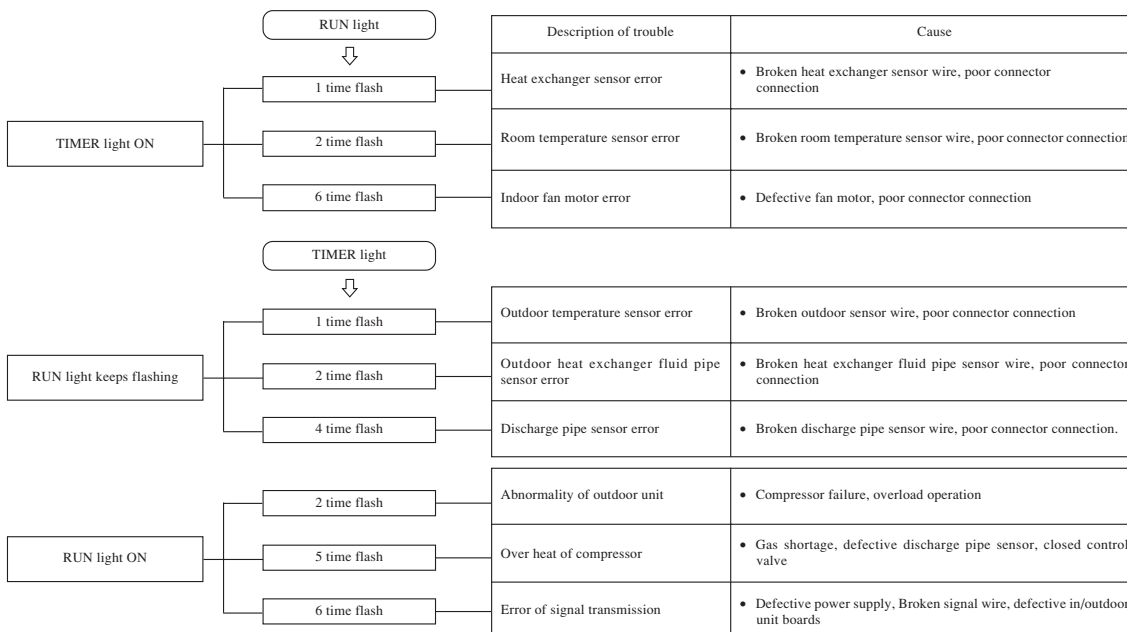 RUN light
Description of trouble
Cause
1 time flash
Heat exchanger sensor error
• Broken heat exchanger sensor wire, poor connector
connection
TIMER light ON
2 time flash
Room temperature sensor error
• Broken room temperature sensor wire, poor connector connection
6 time flash
Indoor fan motor error
• Defective fan motor, poor connector connection
TIMER light
1 time flash
Outdoor temperature sensor error
• Broken outdoor sensor wire, poor connector connection
RUN light keeps flashing
2 time flash
Outdoor heat exchanger fluid pipe
sensor error
• Broken heat exchanger fluid pipe sensor wire, poor connector
connection
4 time flash
Discharge pipe sensor error
• Broken discharge pipe sensor wire, poor connector connection.
2 time flash
Abnormality of outdoor unit
• Compressor failure, overload operation
RUN light ON
5 time flash
Over heat of compressor
• Gas shortage, defective discharge pipe sensor, closed control
valve
6 time flash
Error of signal transmission
• Defective power supply, Broken signal wire, defective in/outdoor
unit boards